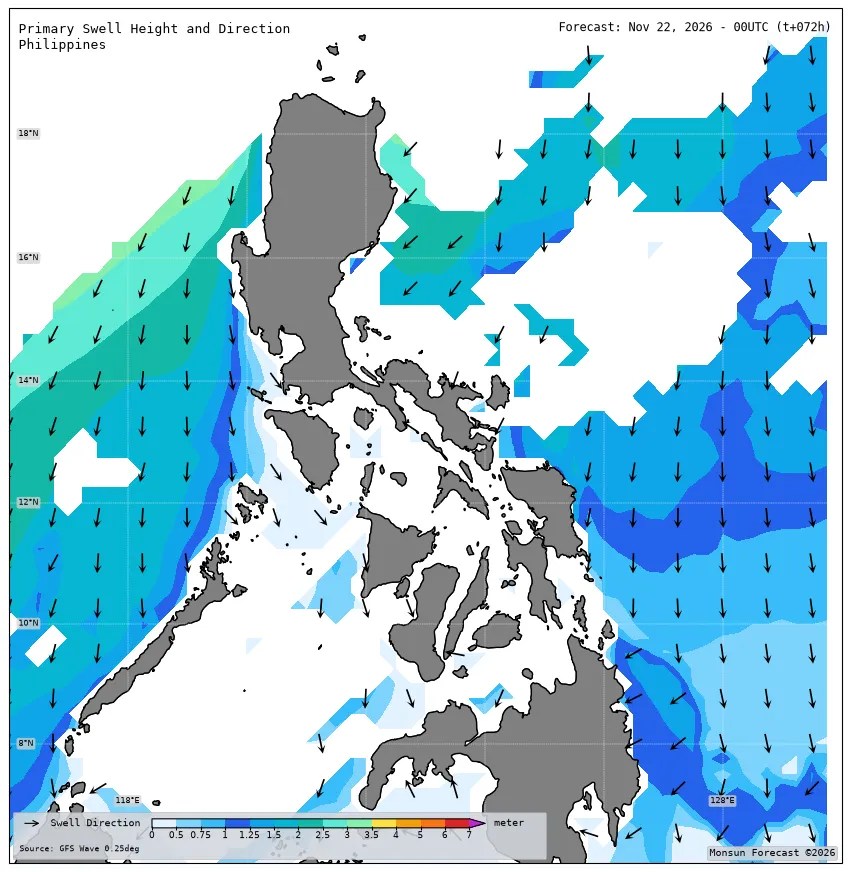 Primary Swell Height and Direction
Forecast: Nov 22, 2026 - 00UTC (t+072h)
Philippines
18°N
16°N
14°N
12°N
10°N
8°N
118°E
128°E
Swell Direction
0 0.5 0.75 1 1.25 1.5 2 2.5 3 3.5 4 5 6 7
meter
Source: GFS Wave 0.25deg
Monsun Forecast ©2026